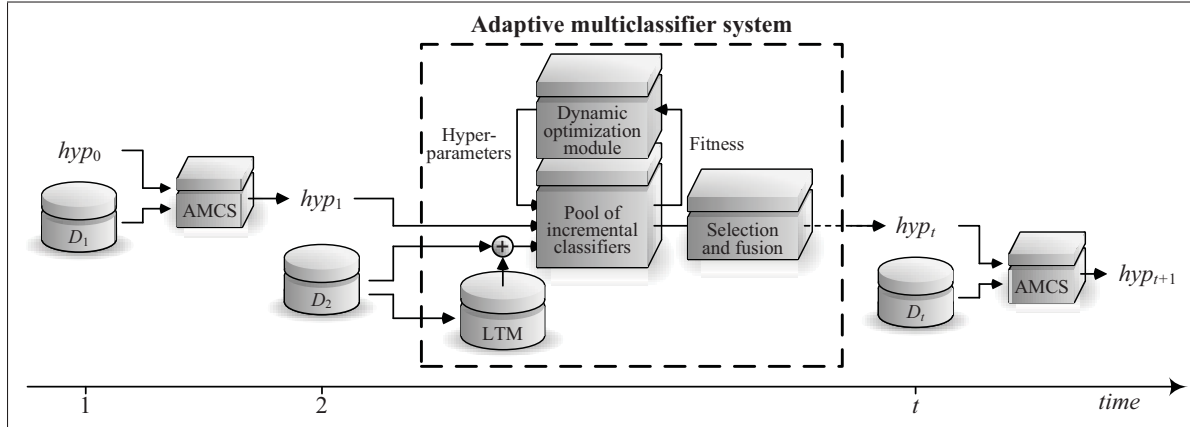 Adaptive multiclassifier system
Dynamic
optimization
module
Hyper-
parameters
Fitness
hyp0
AMCS
D1
hyp1
Pool of
incremental
classifiers
Selection
and fusion
+
D2
LTM
hypt
AMCS
Dt
hypt+1
1
2
t
time